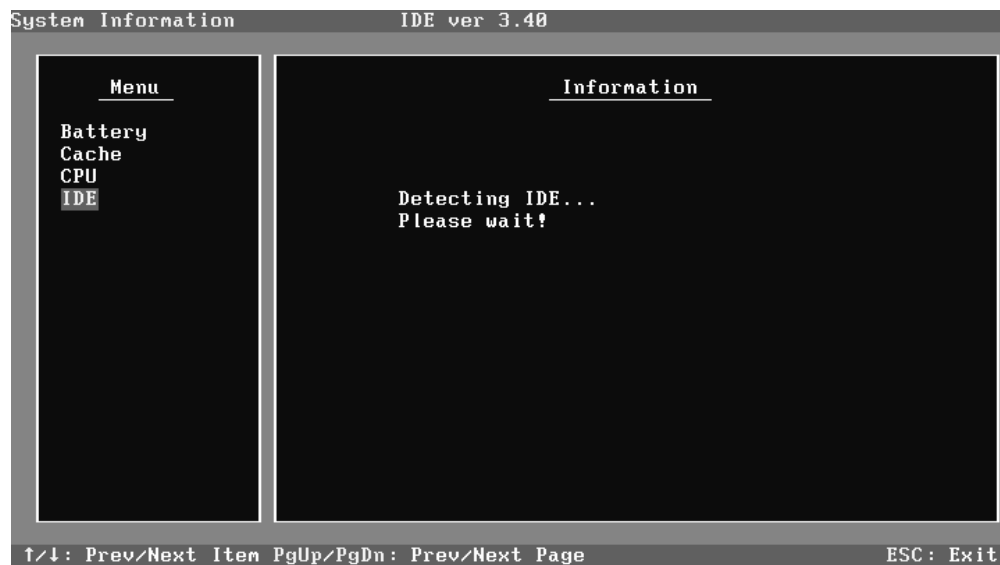 System Information IDE ver 3.40
Menu
Battery
Cache
CPU
IDE
Information
Detecting IDE...
Please wait!
↑/↓: Prev/Next Item PgUp/PgDn: Prev/Next Page ESC: Exit